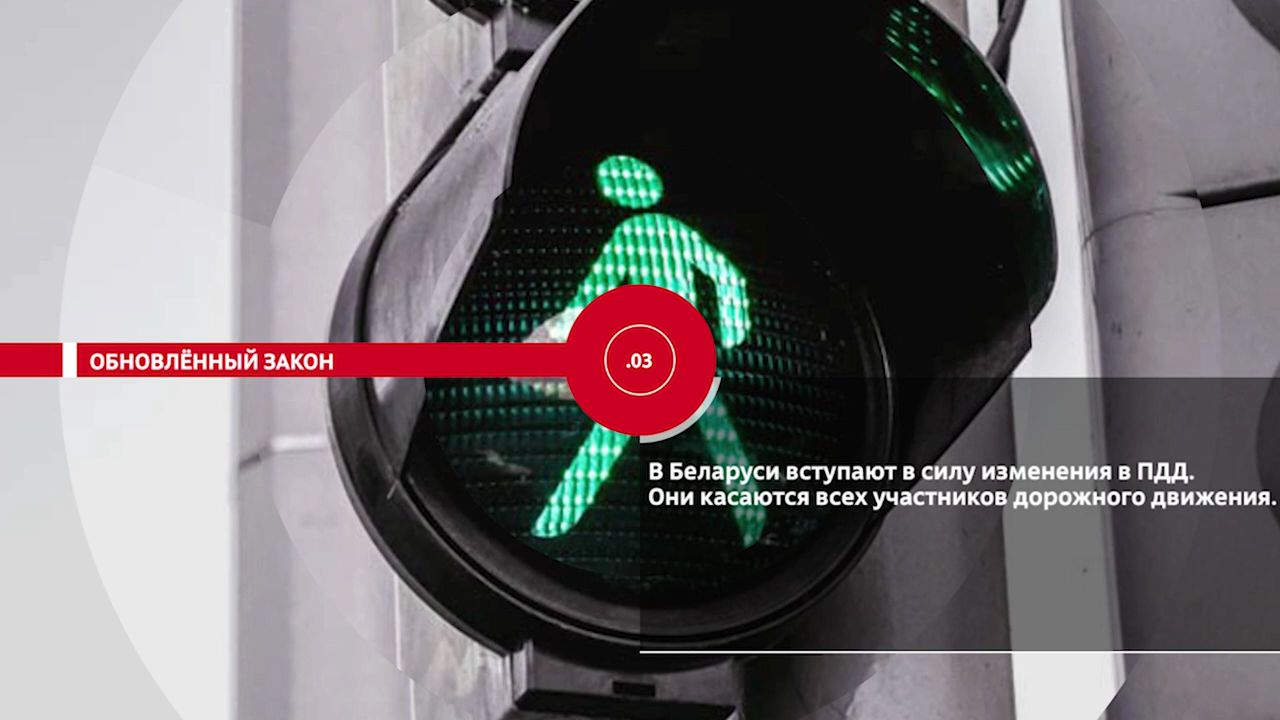 ОБНОВЛЁННЫЙ ЗАКОН
.03
В Беларуси вступают в силу изменения в ПДД.
Они касаются всех участников дорожного движения.